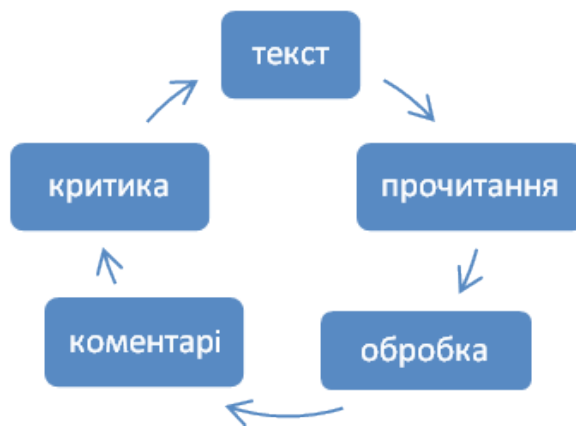 текст
прочитання
обробка
коментарі
критика